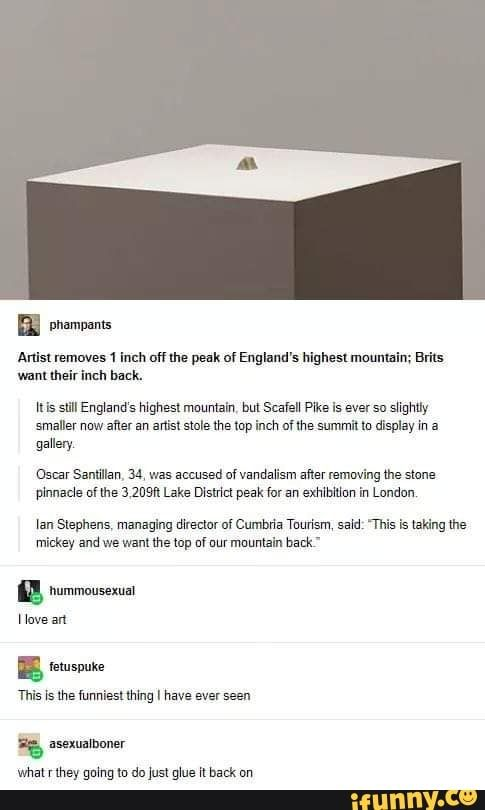 phampants
Artist removes 1 inch off the peak of England's highest mountain; Brits
want their inch back.
It is still England's highest mountain, but Scafell Pike is ever so slightly
smaller now after an artist stole the top inch of the summit to display in a
gallery.
Oscar Santillan, 34, was accused of vandalism after removing the stone
pinnacle of the 3,209ft Lake District peak for an exhibition in London.
Ian Stephens, managing director of Cumbria Tourism, said: "This is taking the
mickey and we want the top of our mountain back."
hummousexual
I love art
fetuspuke
This is the funniest thing I have ever seen
asexualboner
what r they going to do just glue it back on
ifunny.co